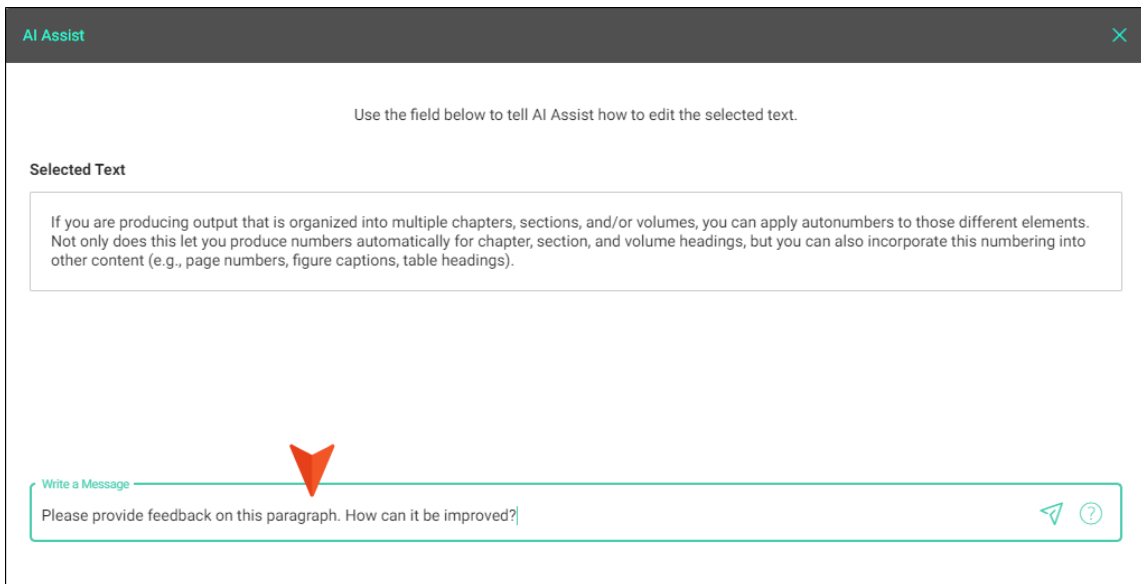 AI Assist
Use the field below to tell AI Assist how to edit the selected text.
Selected Text
If you are producing output that is organized into multiple chapters, sections, and/or volumes, you can apply autonumbers to those different elements.
Not only does this let you produce numbers automatically for chapter, section, and volume headings, but you can also incorporate this numbering into
other content (e.g., page numbers, figure captions, table headings).
Write a Message
Please provide feedback on this paragraph. How can it be improved?